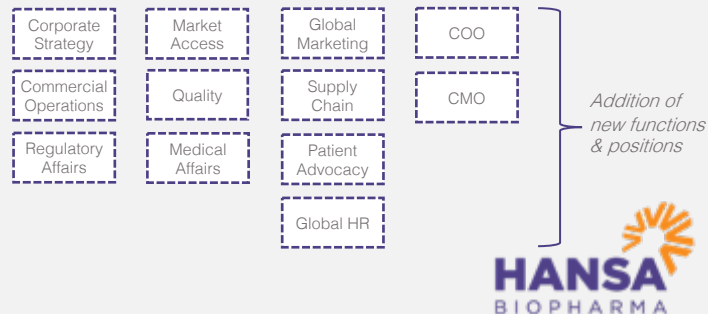 Corporate
Strategy
Market
Access
Global
Marketing
COO
Commercial
Operations
Quality
Supply
Chain
CMO
Regulatory
Affairs
Medical
Affairs
Patient
Advocacy
Global HR
Addition of
new functions
& positions
HANSA
BIOPHARMA